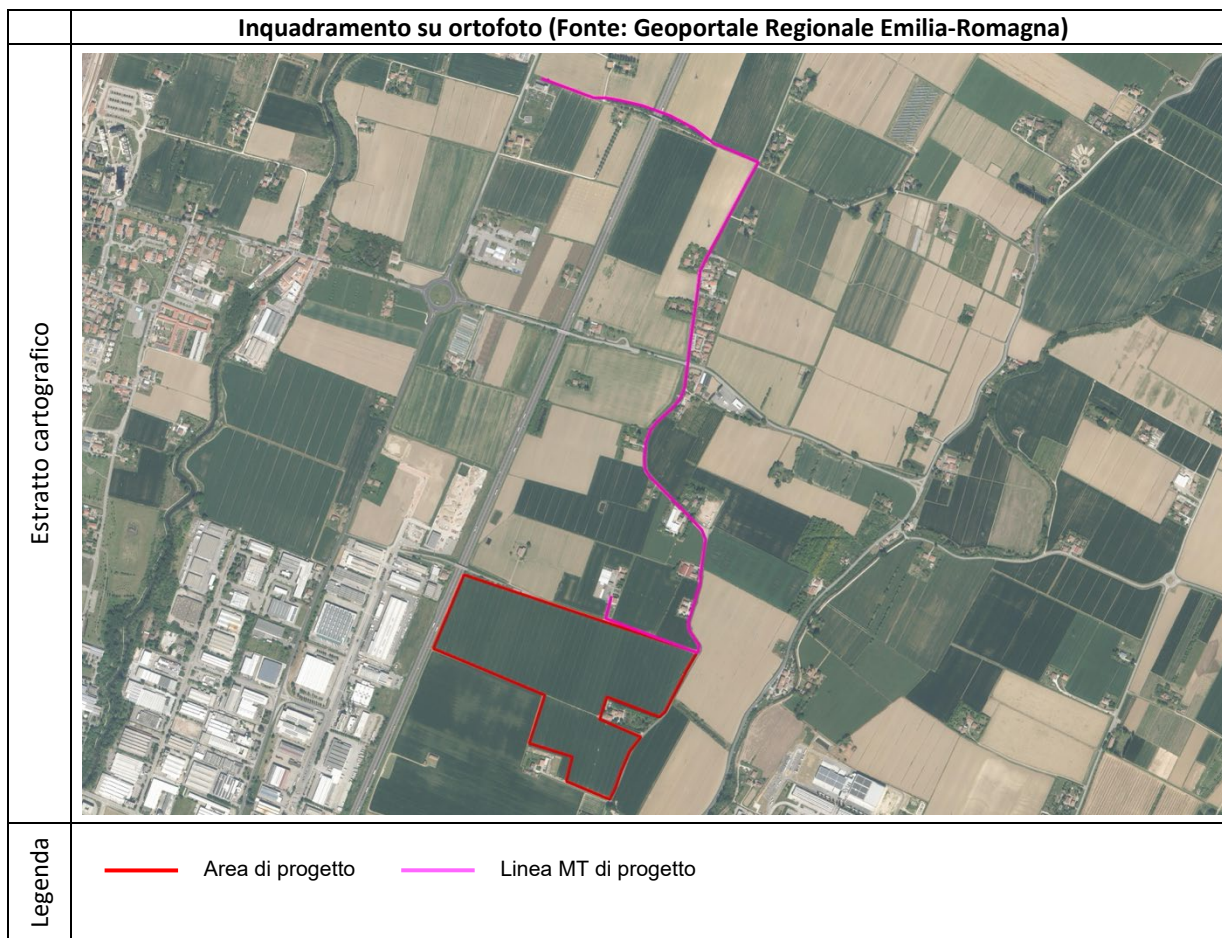 Inquadramento su ortofoto (Fonte: Geoportale Regionale Emilia-Romagna)
Estratto cartografico
Legenda
Area di progetto
Linea MT di progetto